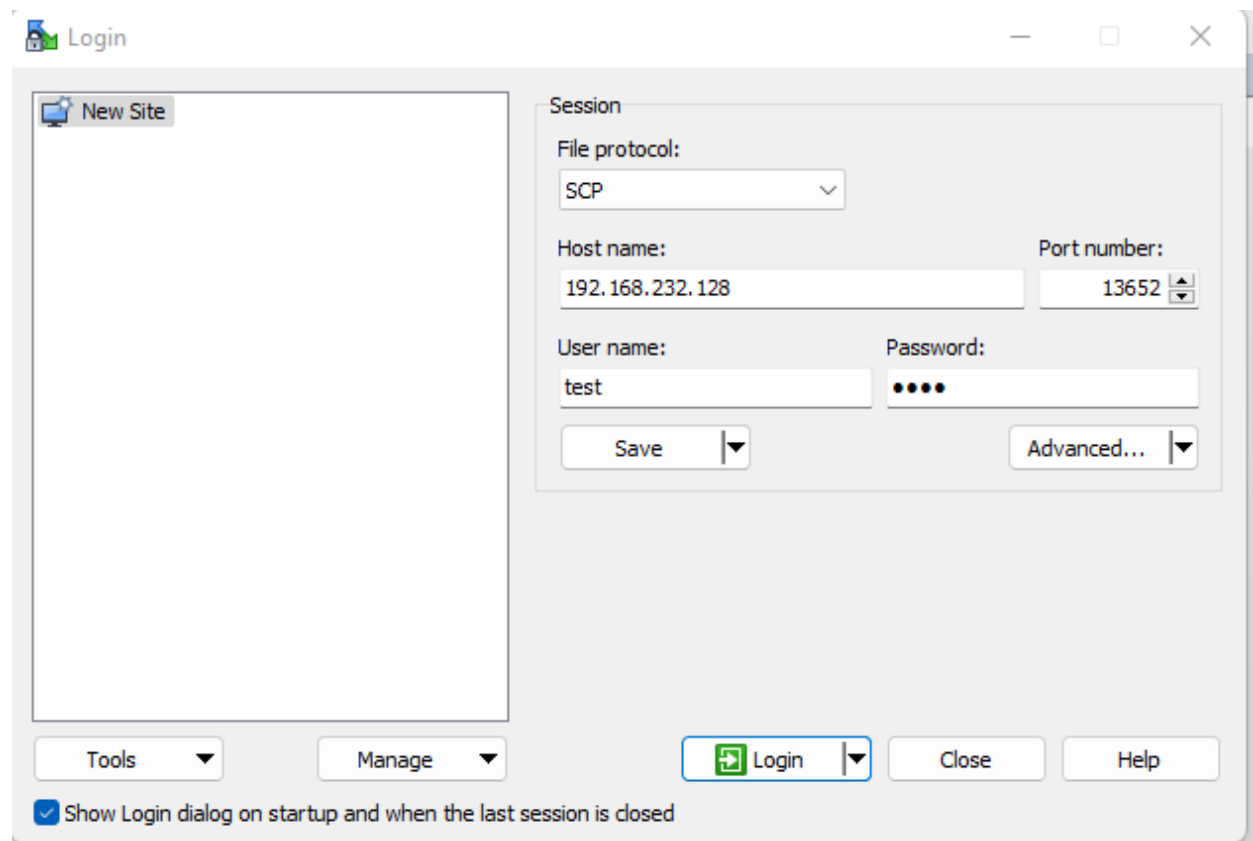 Login
New Site
Session
File protocol:
SCP
Host name:
Port number:
192.168.232.128
13652
User name:
Password:
test
••••
Save
Advanced...
Tools
Manage
Login
Close
Help
Show Login dialog on startup and when the last session is closed